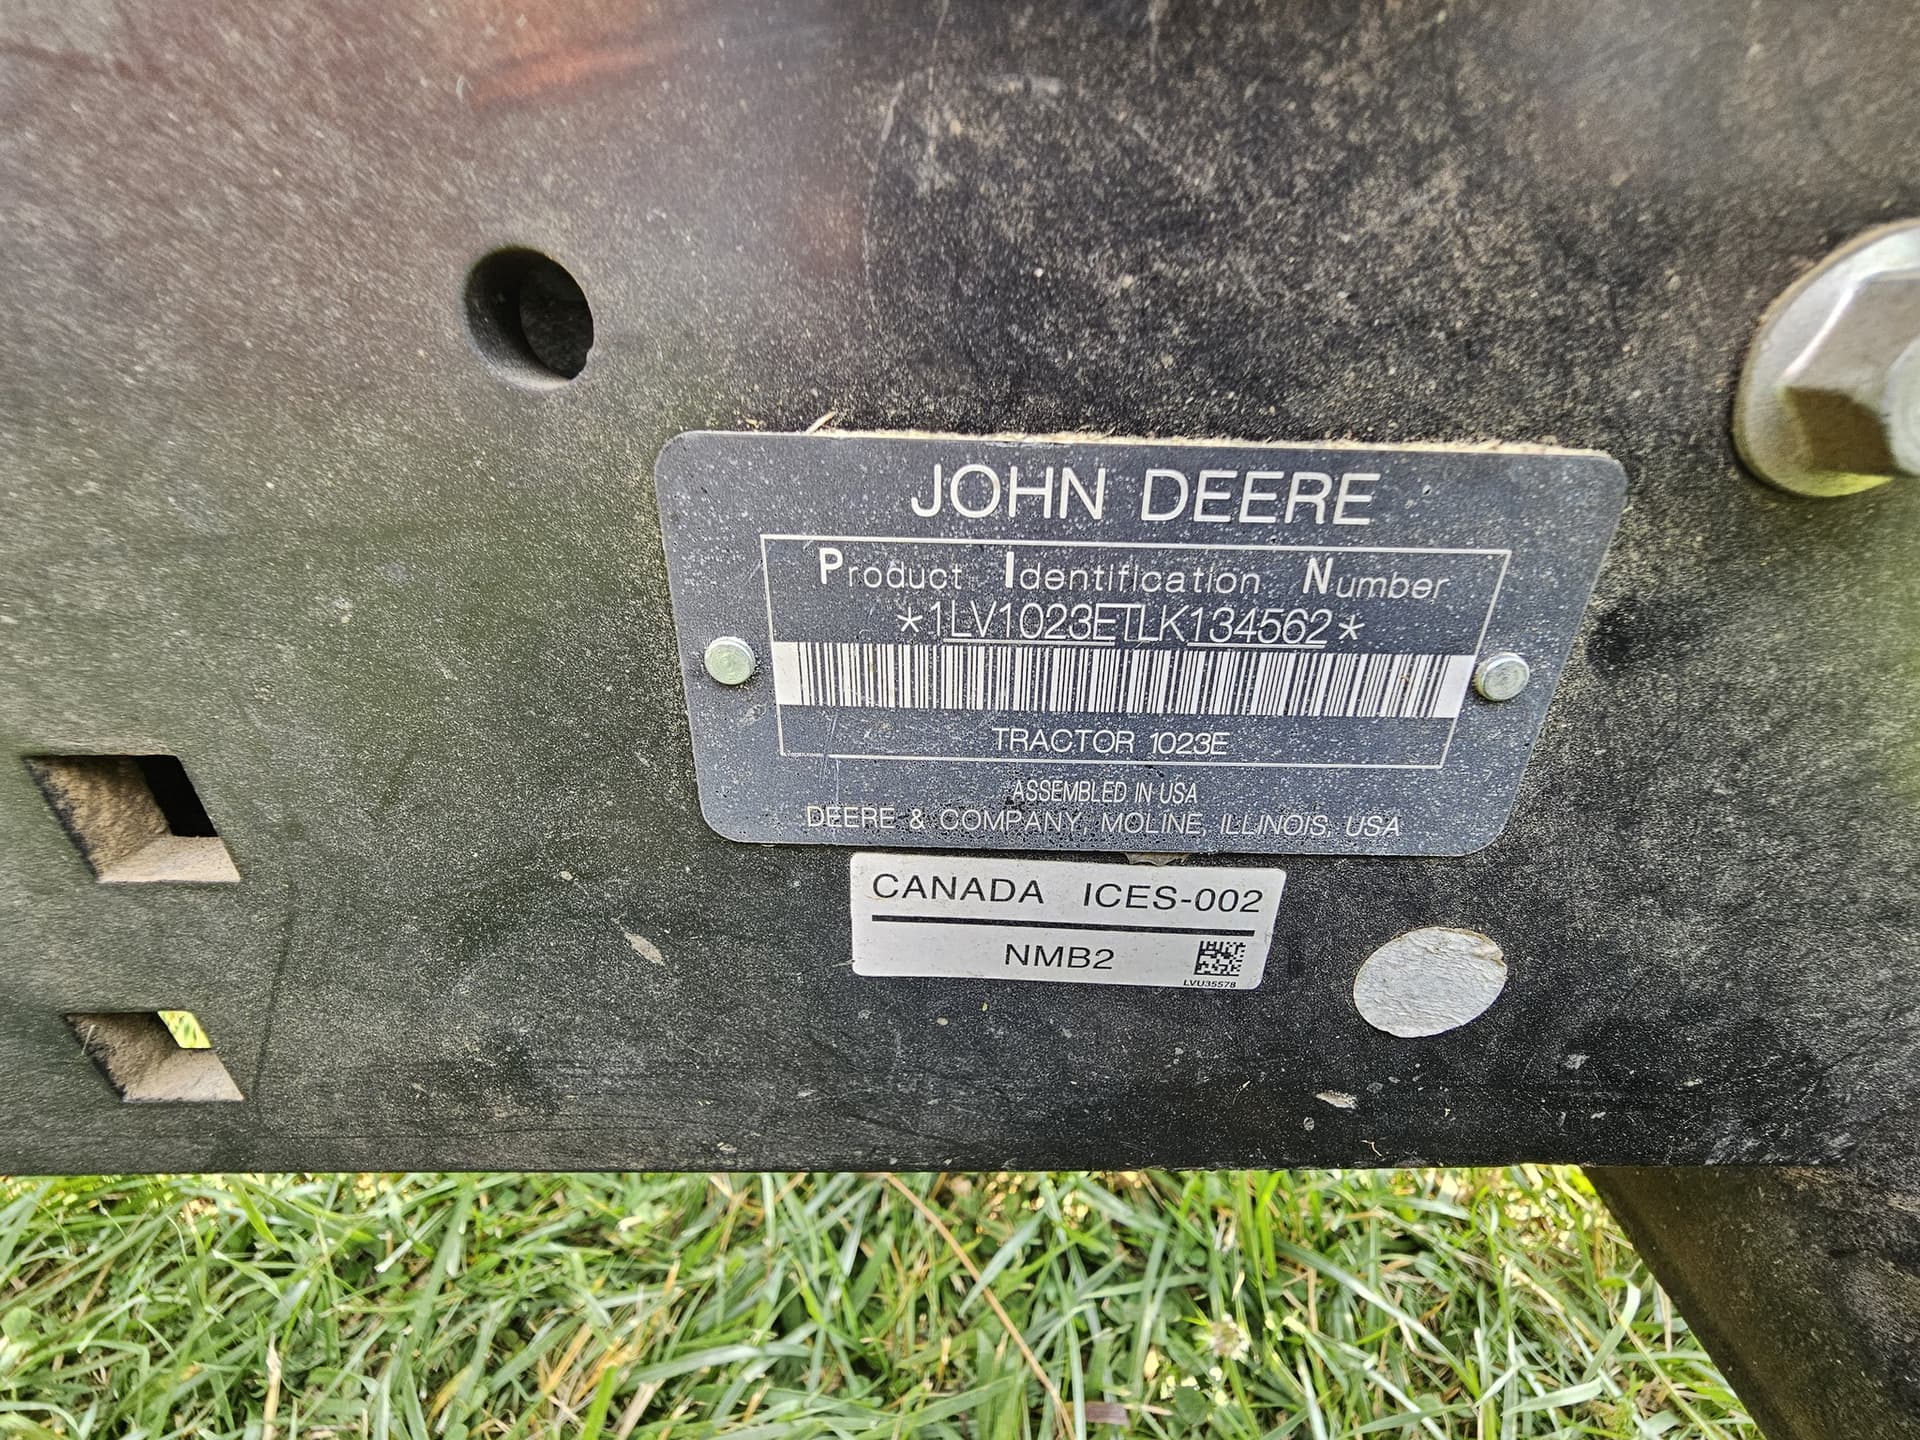 JOHN DEERE
Product Identification Number
*1LV1023ETLK134562*
TRACTOR 1023E
ASSEMBLED IN USA
DEERE & COMPANY, MOLINE, ILLINOIS, USA
CANADA ICES-002
NMB2
LVU35578